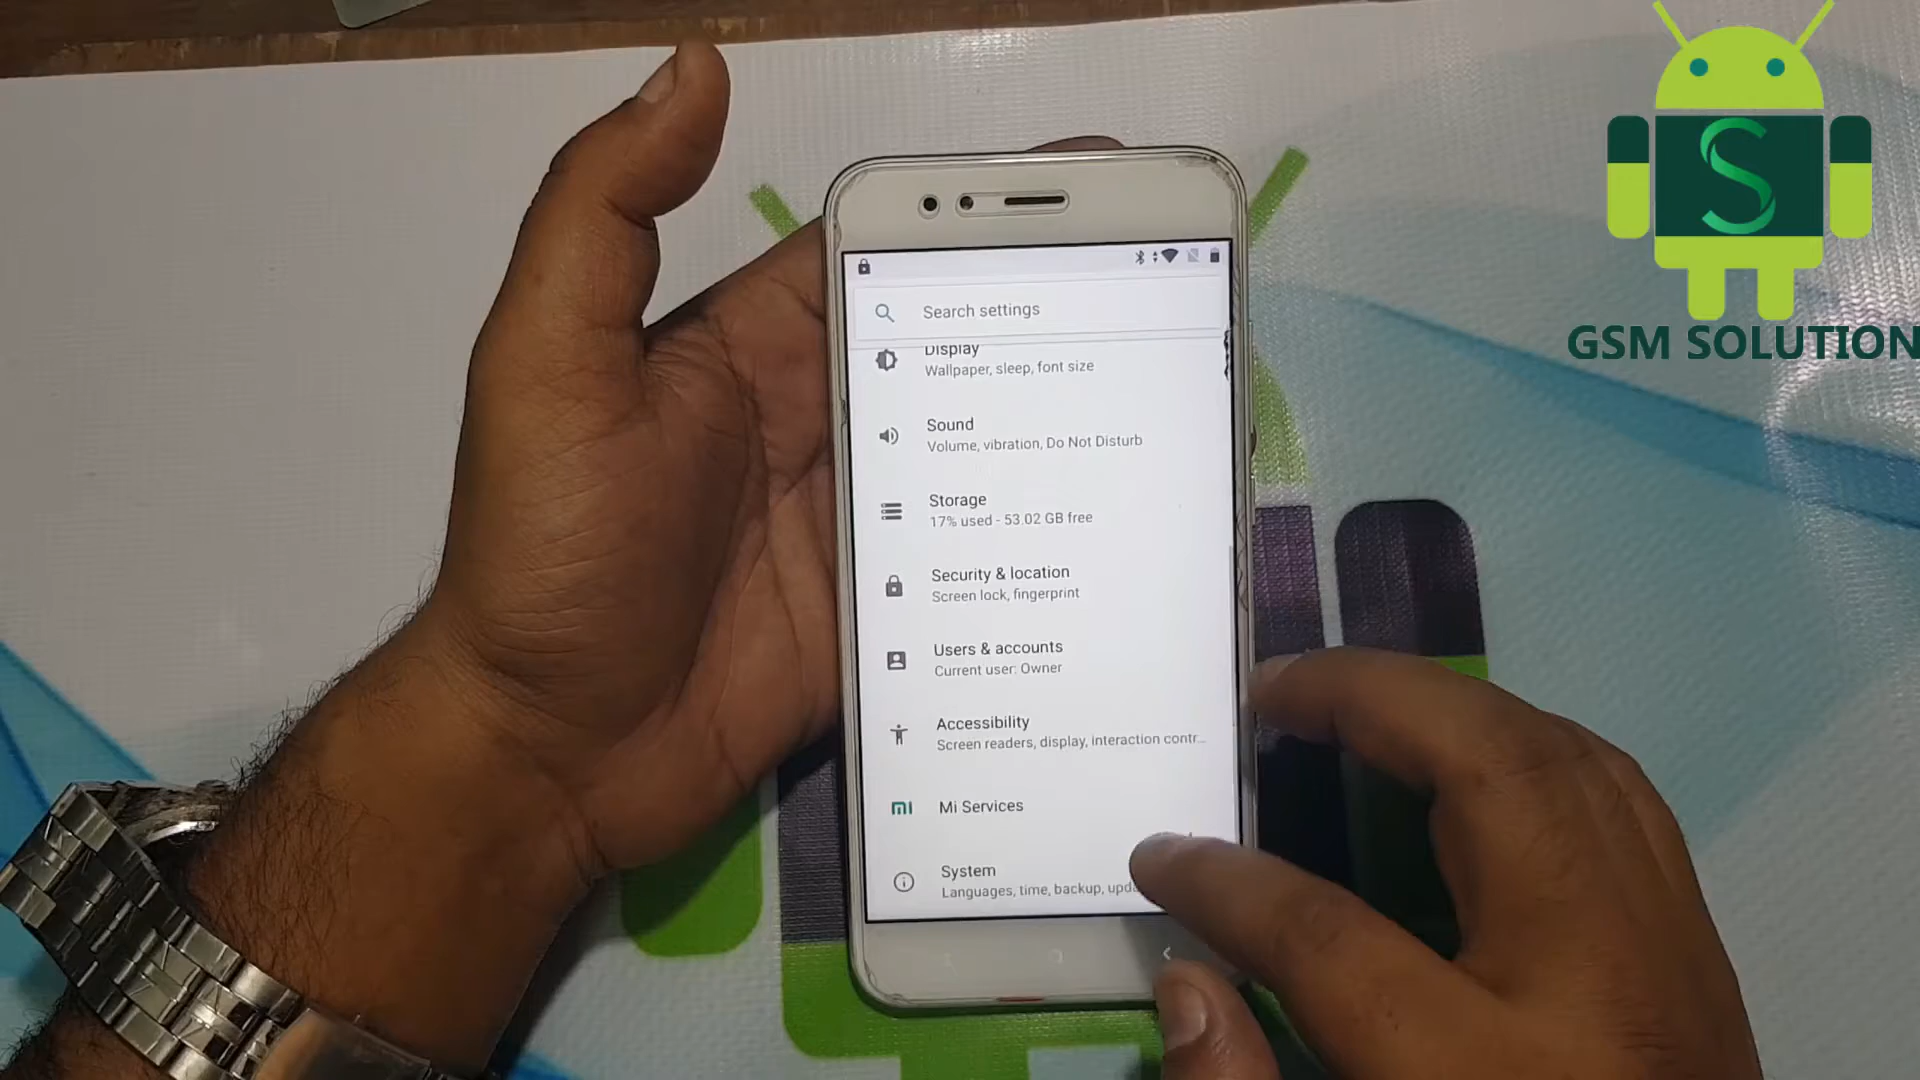 S
GSM SOLUTION
Search settings
Display
Wallpaper, sleep, font size
Sound
Volume, vibration, Do Not Disturb
Storage
17% used - 53.02 GB free
Security & location
Screen lock, fingerprint
Users & accounts
Current user: Owner
Accessibility
Screen readers, display, interaction contr...
mi Mi Services
System
Languages, time, backup, upda